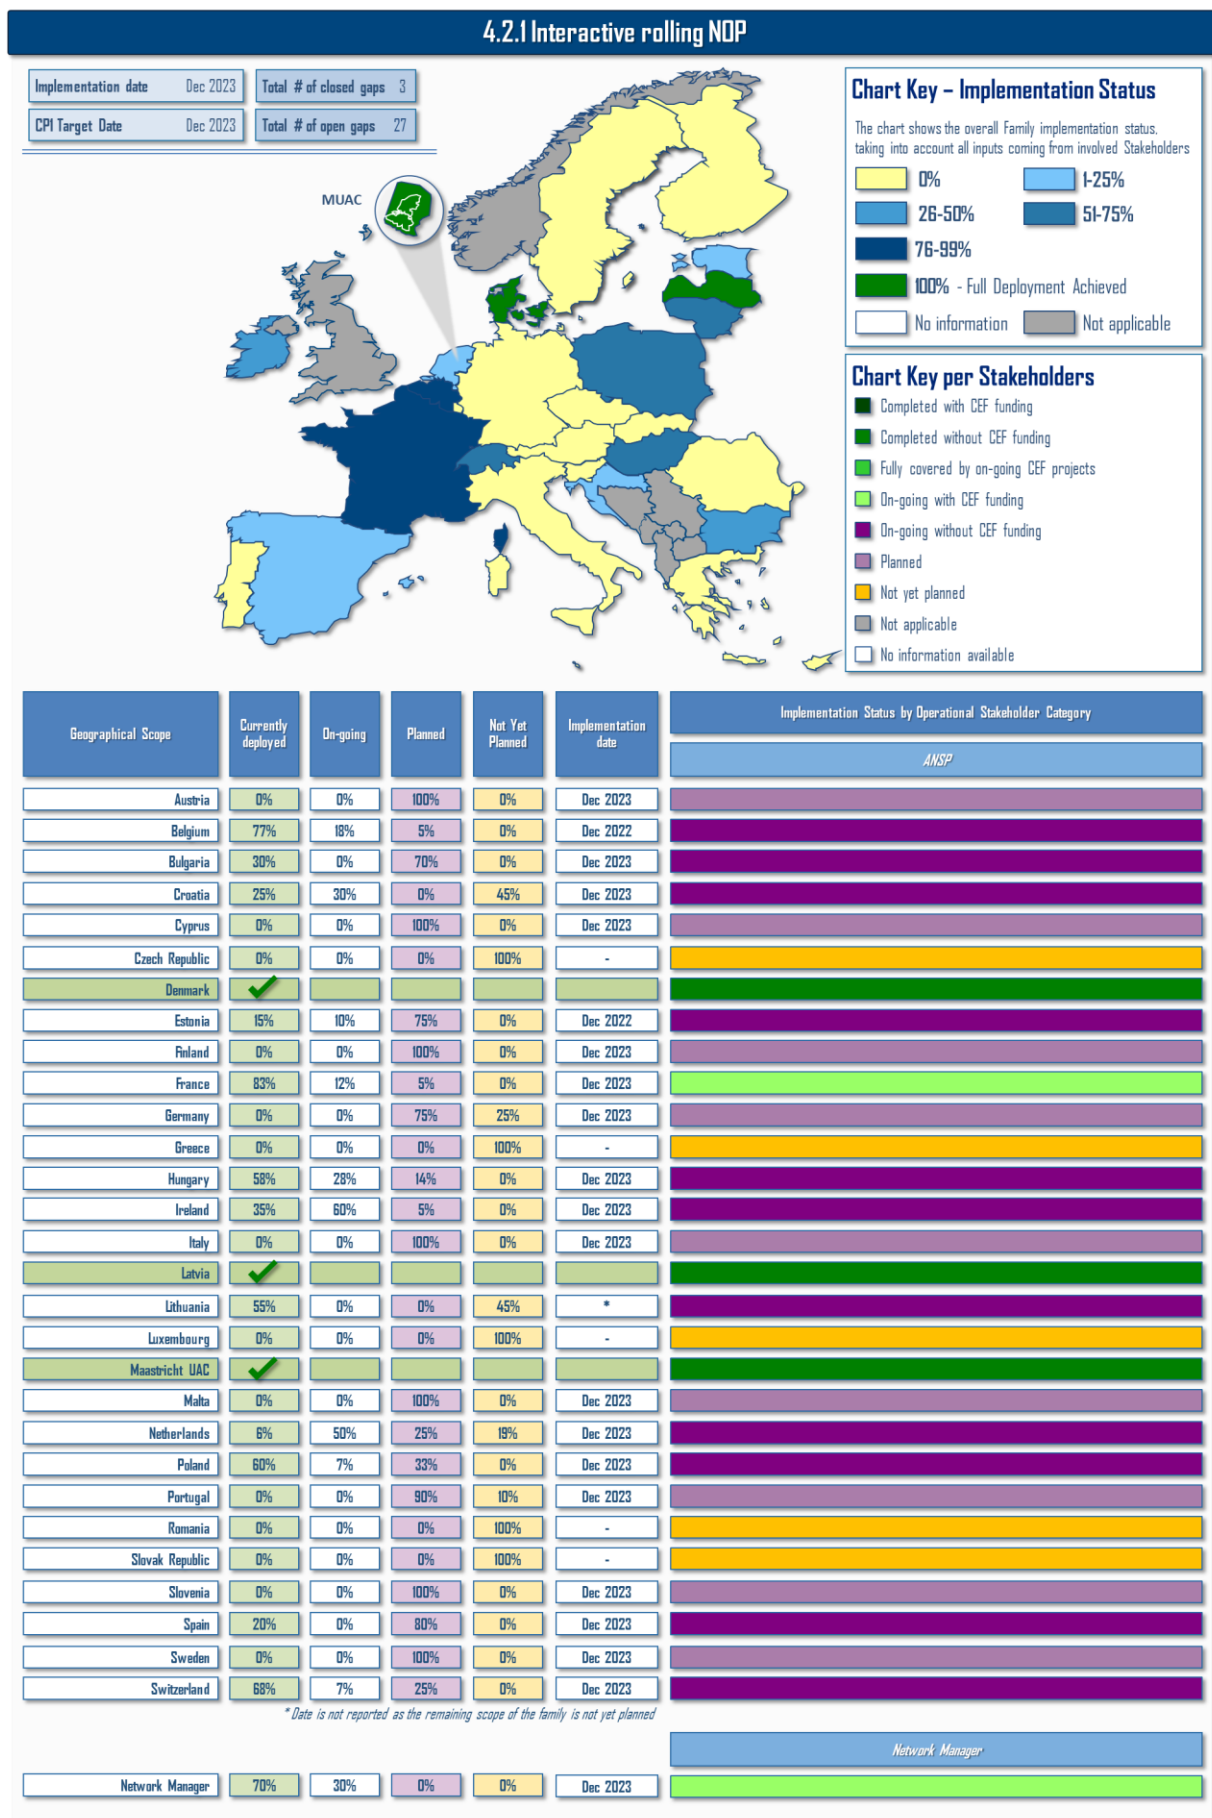 4.2.1 Interactive rolling NOP
Implementation date Dec 2023
Total # of closed gaps 3
CP1 Target Date Dec 2023
Total # of open gaps 27
MUAC
Chart Key – Implementation Status
The chart shows the overall Family implementation status,
taking into account all inputs coming from involved Stakeholders
0% 1-25%
26-50% 51-75%
76-99%
100% - Full Deployment Achieved
No information Not applicable
Chart Key per Stakeholders
Completed with CEF funding
Completed without CEF funding
Fully covered by on-going CEF projects
On-going with CEF funding
On-going without CEF funding
Planned
Not yet planned
Not applicable
No information available
Geographical Scope Currently deployed On-going Planned Not Yet Planned Implementation date Implementation Status by Operational Stakeholder Category
ANSP
Austria 0% 0% 100% 0% Dec 2023
Belgium 77% 18% 5% 0% Dec 2022
Bulgaria 30% 0% 70% 0% Dec 2023
Croatia 25% 30% 0% 45% Dec 2023
Cyprus 0% 0% 100% 0% Dec 2023
Czech Republic 0% 0% 0% 100% -
Denmark
Estonia 15% 10% 75% 0% Dec 2022
Finland 0% 0% 100% 0% Dec 2023
France 83% 12% 5% 0% Dec 2023
Germany 0% 0% 75% 25% Dec 2023
Greece 0% 0% 0% 100% -
Hungary 58% 28% 14% 0% Dec 2023
Ireland 35% 60% 5% 0% Dec 2023
Italy 0% 0% 100% 0% Dec 2023
Latvia
Lithuania 55% 0% 0% 45% *
Luxembourg 0% 0% 0% 100% -
Maastricht UAC
Malta 0% 0% 100% 0% Dec 2023
Netherlands 6% 50% 25% 19% Dec 2023
Poland 60% 7% 33% 0% Dec 2023
Portugal 0% 0% 90% 10% Dec 2023
Romania 0% 0% 0% 100% -
Slovak Republic 0% 0% 0% 100% -
Slovenia 0% 0% 100% 0% Dec 2023
Spain 20% 0% 80% 0% Dec 2023
Sweden 0% 0% 100% 0% Dec 2023
Switzerland 68% 7% 25% 0% Dec 2023
* Date is not reported as the remaining scope of the family is not yet planned
Network Manager
Network Manager 70% 30% 0% 0% Dec 2023